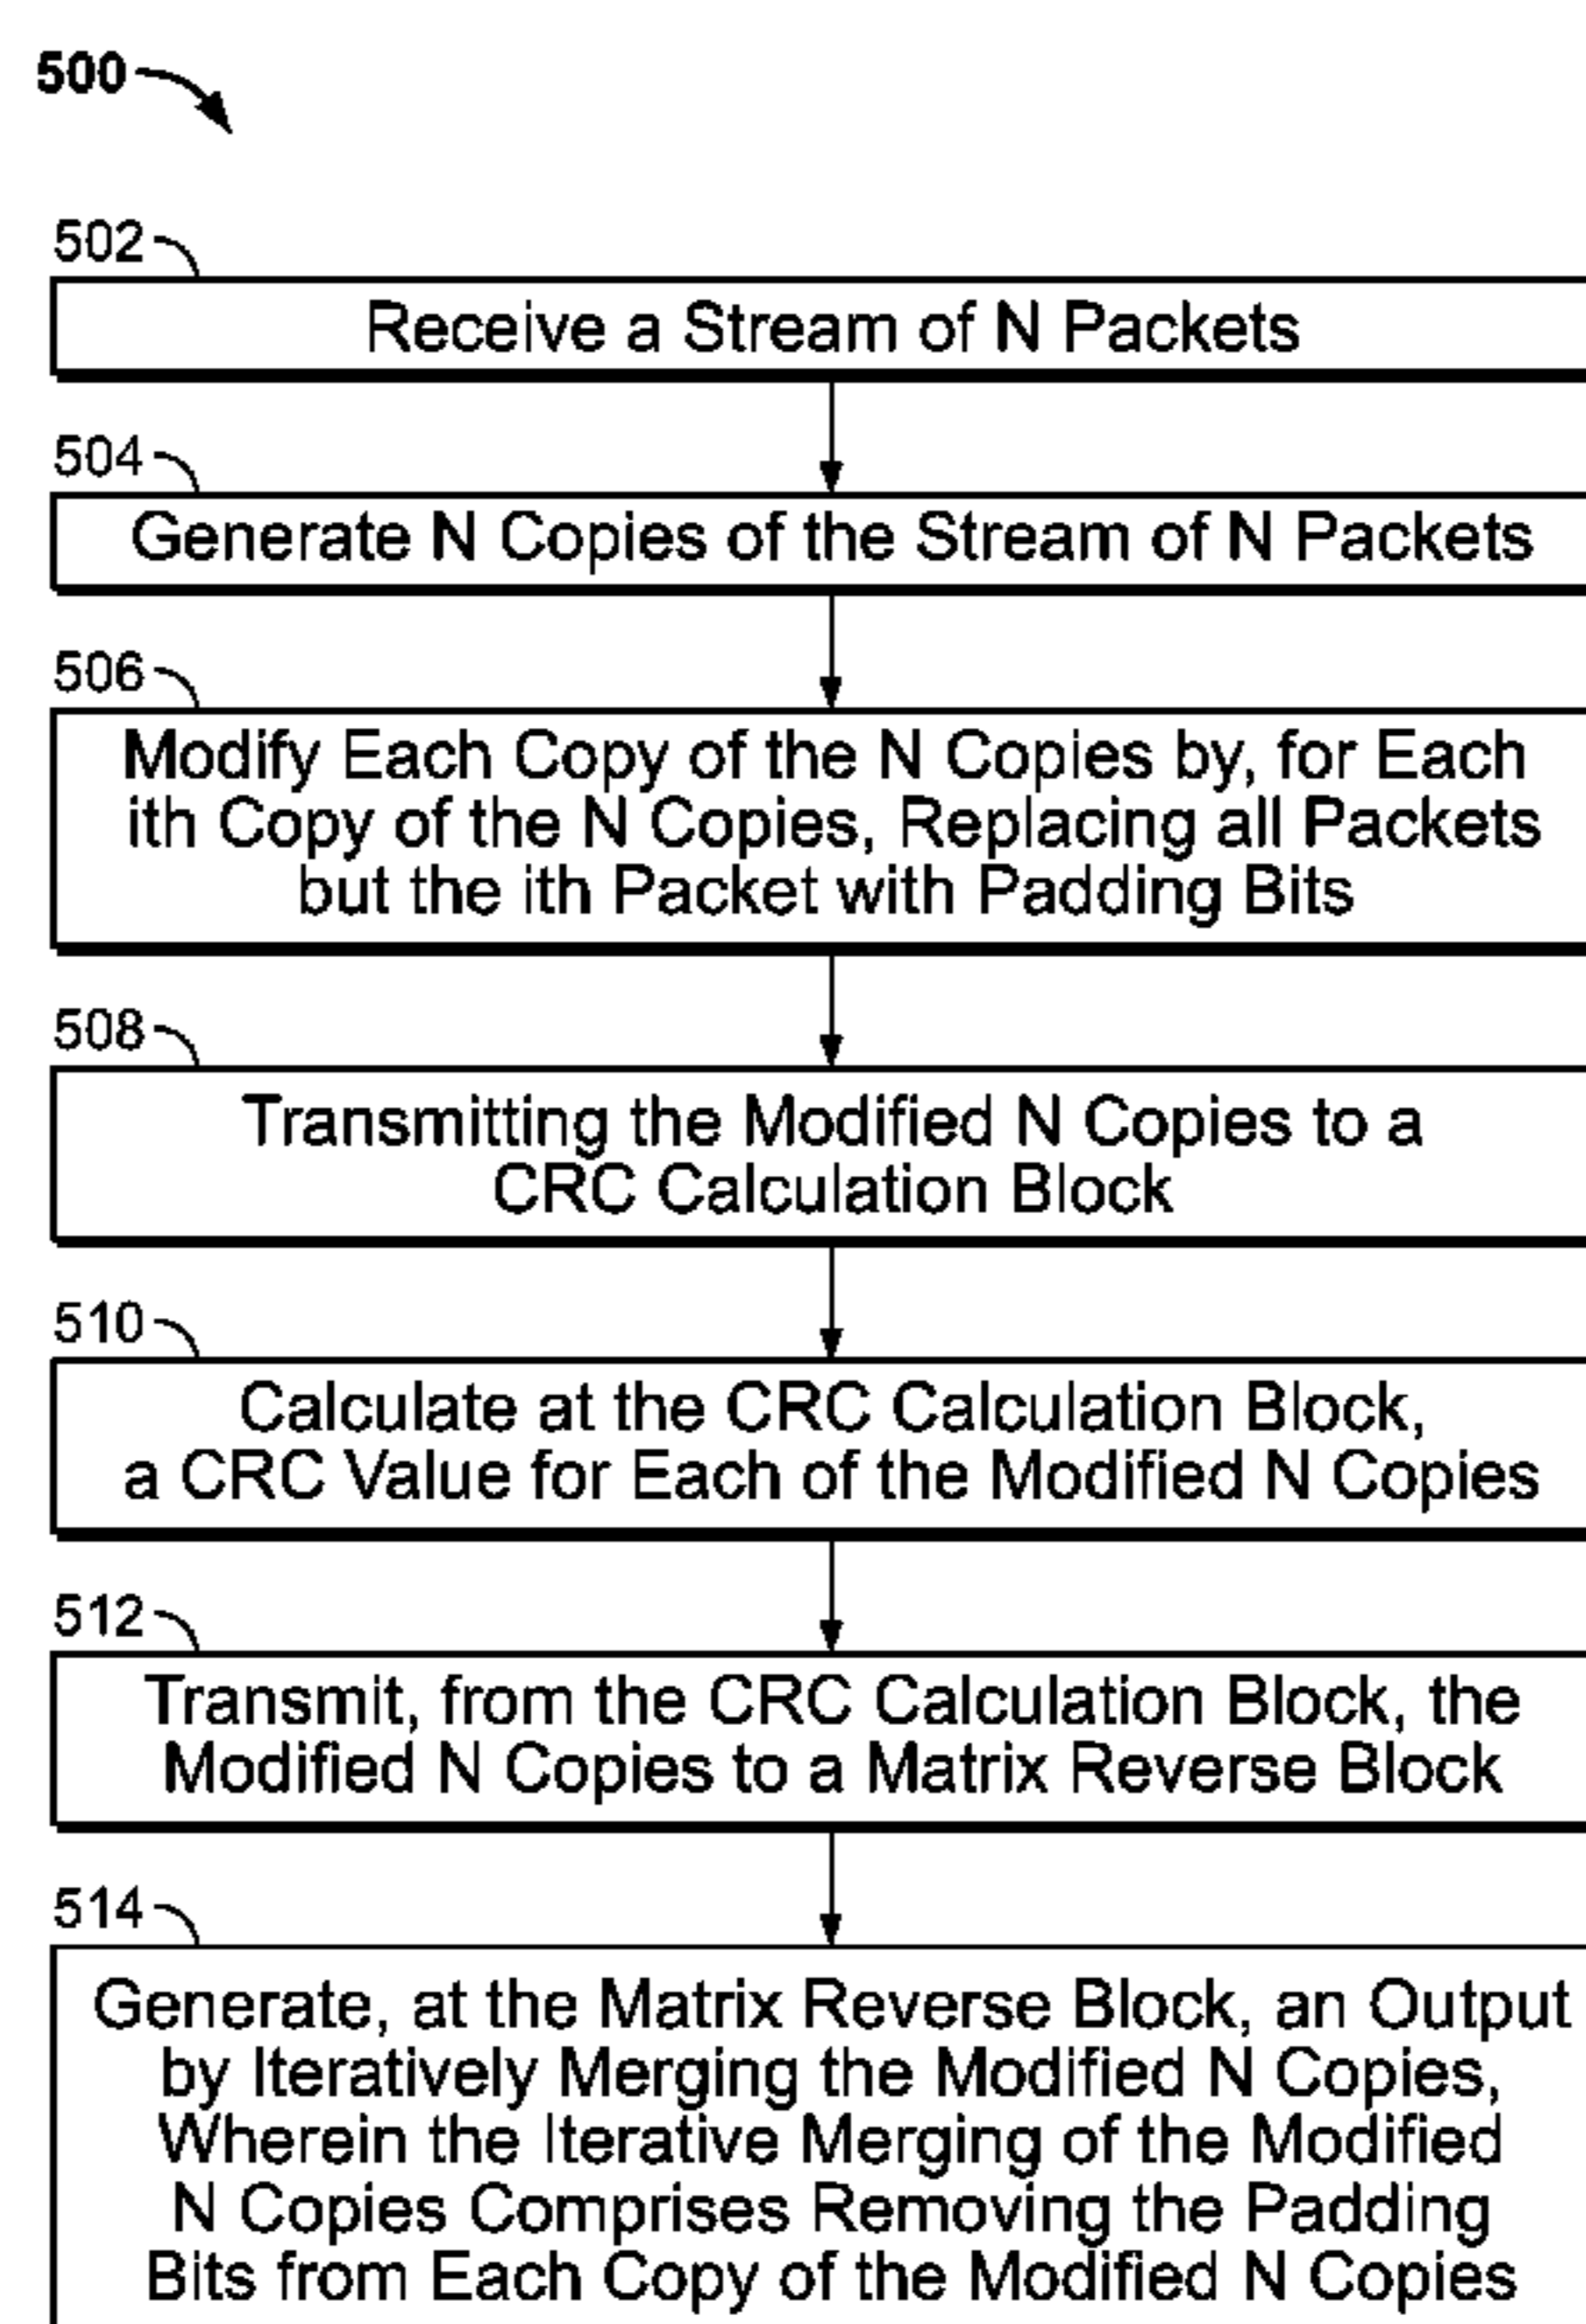 500
502
Receive a Stream of N Packets
504
Generate N Copies of the Stream of N Packets
506
Modify Each Copy of the N Copies by, for Each
ith Copy of the N Copies, Replacing all Packets
but the ith Packet with Padding Bits
508
Transmitting the Modified N Copies to a
CRC Calculation Block
510
Calculate at the CRC Calculation Block,
a CRC Value for Each of the Modified N Copies
512
Transmit, from the CRC Calculation Block, the
Modified N Copies to a Matrix Reverse Block
514
Generate, at the Matrix Reverse Block, an Output
by Iteratively Merging the Modified N Copies,
Wherein the Iterative Merging of the Modified
N Copies Comprises Removing the Padding
Bits from Each Copy of the Modified N Copies